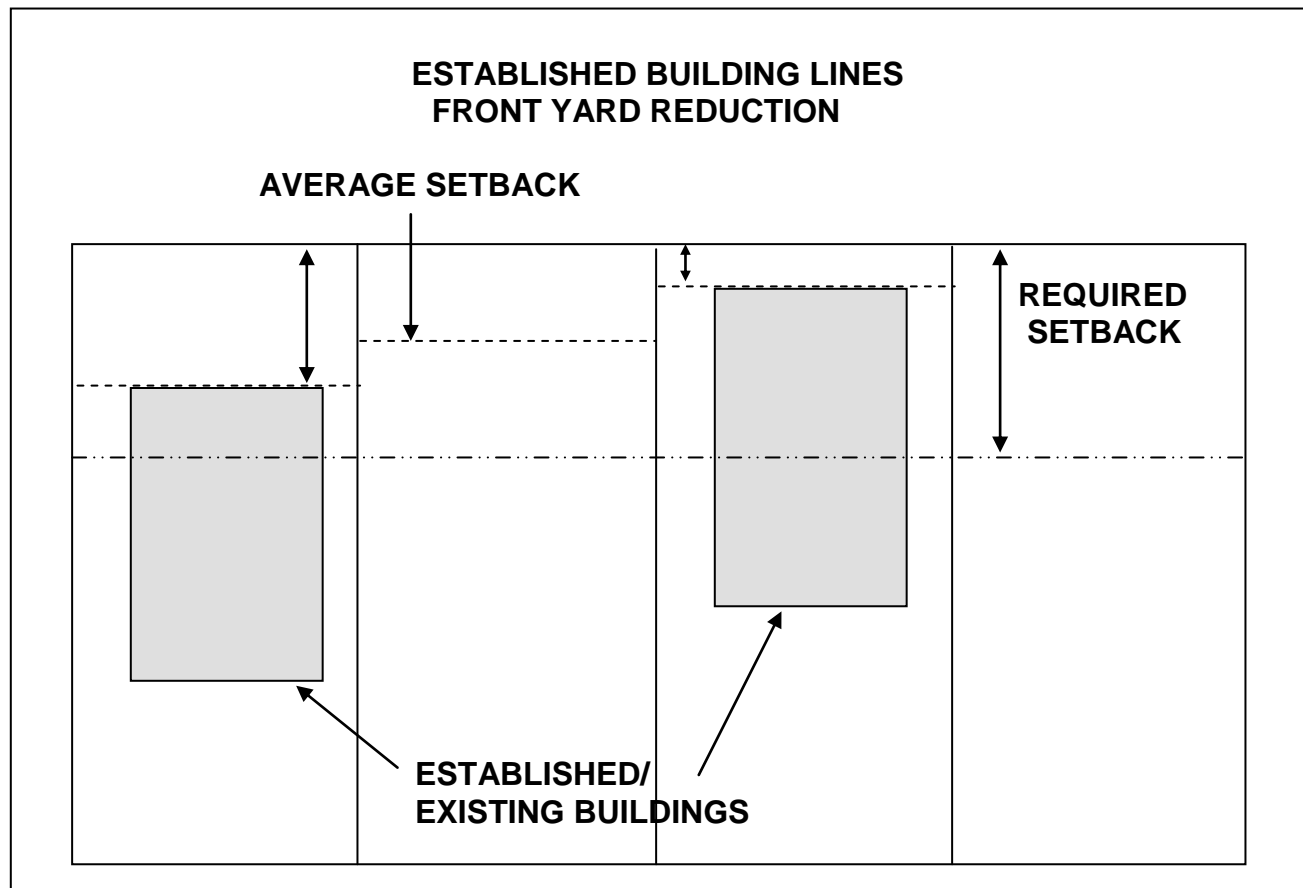 ESTABLISHED BUILDING LINES
FRONT YARD REDUCTION
AVERAGE SETBACK
REQUIRED
SETBACK
ESTABLISHED/
EXISTING BUILDINGS